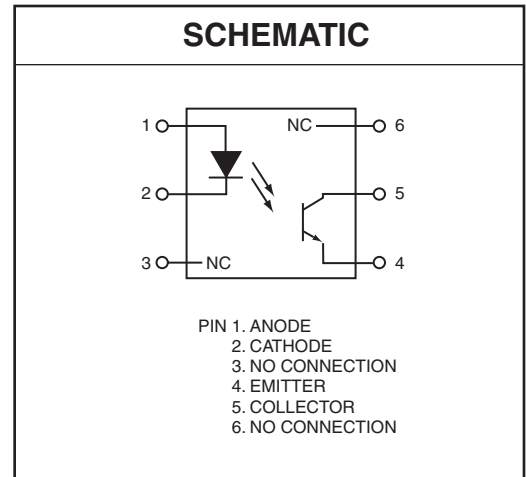 SCHEMATIC
1 NC 6
2 5
3 NC 4
PIN 1. ANODE
2. CATHODE
3. NO CONNECTION
4. EMITTER
5. COLLECTOR
6. NO CONNECTION